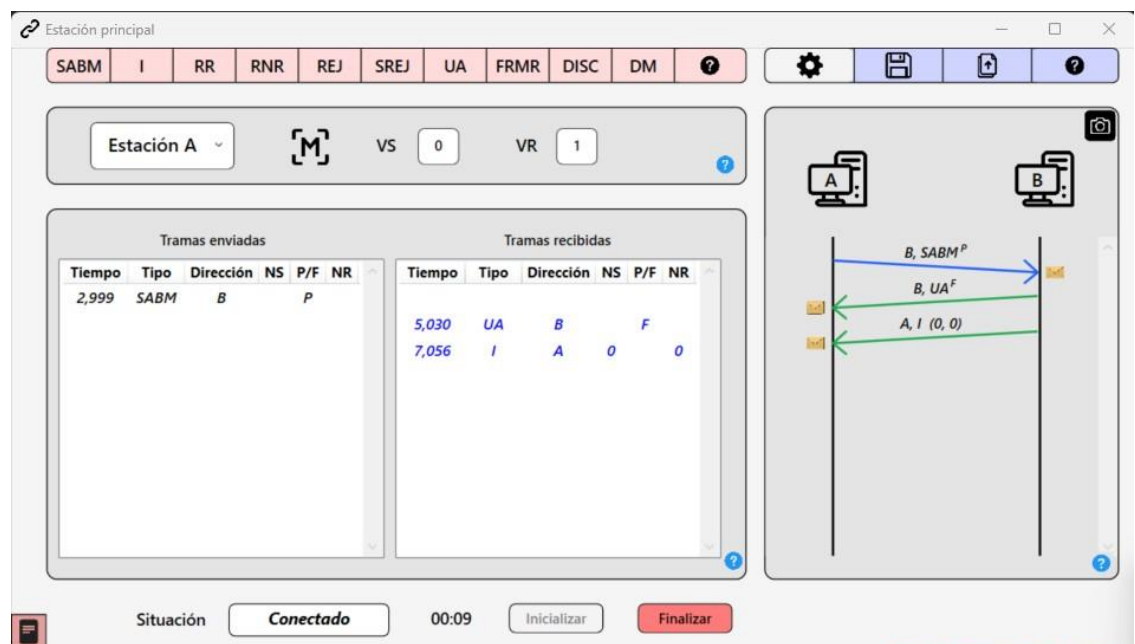 Estación principal
SABM I RR RNR REJ SREJ UA FRMR DISC DM ?
?
Estación A M VS 0 VR 1
?
A B
Tramas enviadas
Tiempo Tipo Dirección NS P/F NR
2,999 SABM B P
Tramas recibidas
Tiempo Tipo Dirección NS P/F NR
5,030 UA B F
7,056 I A 0 0
?
B, SABM P
B, UA F
A, I (0, 0)
?
Situación Conectado 00:09 Inicializar Finalizar